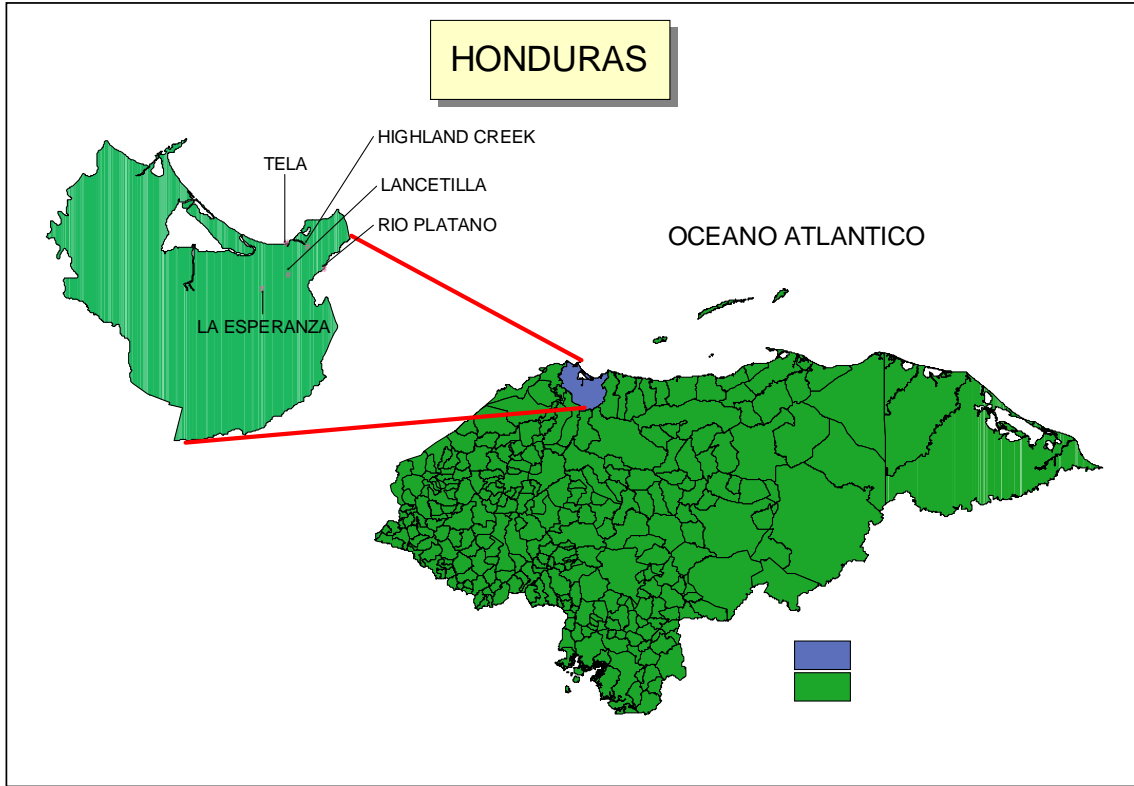 HONDURAS
HIGHLAND CREEK
TELA
LANCETILLA
RIO PLATANO
OCEANO ATLANTICO
LA ESPERANZA